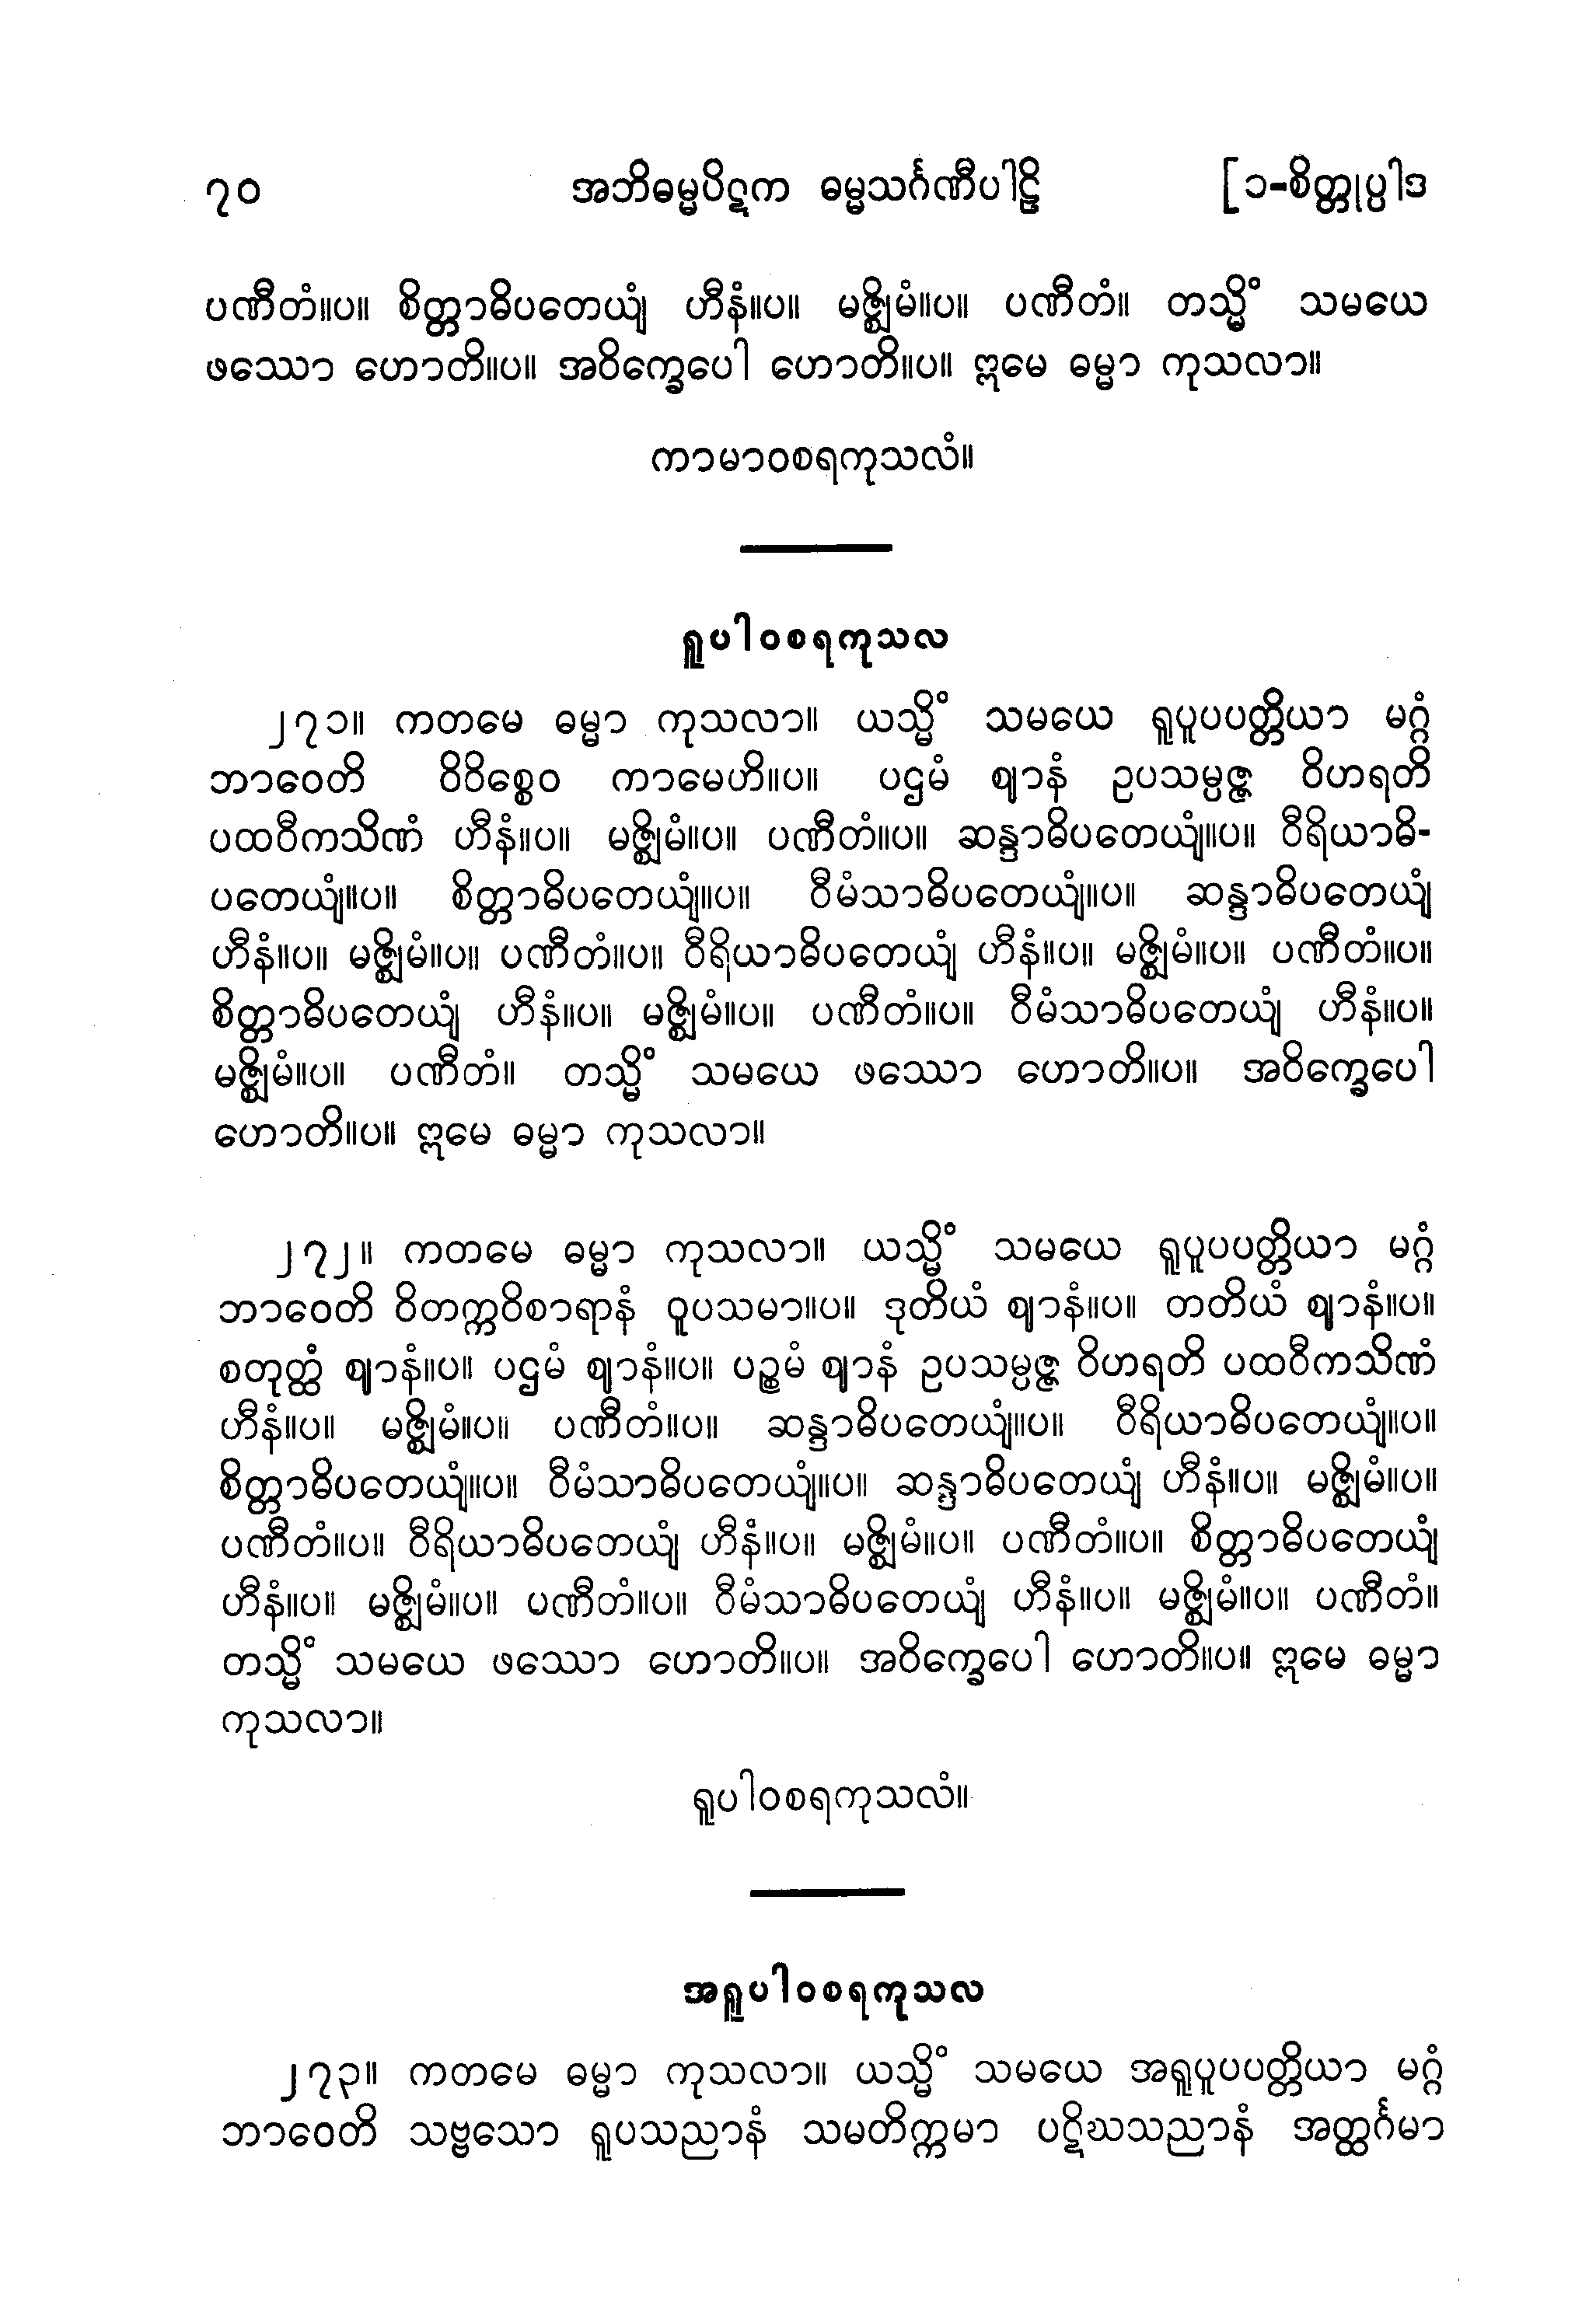 ၇၀ အဘိဓမ္မပိဋက ဓမ္မသင်္ဂဏီပါဠိ [၁-စိတ္တုပ္ပါဒ
ပဏီတံ။ပ။ စိတ္တာဓိပတေယျံ ဟီနံ။ပ။ မဇ္ဈိမံ။ပ။ ပဏီတံ။ တသ္မိံ သမယေ
ဖဿော ဟောတိ။ပ။ အဝိက္ခေပေါ ဟောတိ။ပ။ ဣမေ ဓမ္မာ ကုသလာ။
ကာမာဝစရကုသလံ။
ရူပါဝစရကုသလ
၂၇၁။ ကတမေ ဓမ္မာ ကုသလာ။ ယသ္မိံ သမယေ ရူပူပပတ္တိယာ မဂ္ဂံ
ဘာဝေတိ ဝိဝိစ္စေဝ ကာမေဟိ။ပ။ ပဌမံ ဈာနံ ဥပသမ္ပဇ္ဇ ဝိဟရတိ
ပထဝီကသိဏံ ဟီနံ။ပ။ မဇ္ဈိမံ။ပ။ ပဏီတံ။ပ။ ဆန္ဒာဓိပတေယျံ။ပ။ ဝီရိယာဓိ-
ပတေယျံ။ပ။ စိတ္တာဓိပတေယျံ။ပ။ ဝီမံသာဓိပတေယျံ။ပ။ ဆန္ဒာဓိပတေယျံ
ဟီနံ။ပ။ မဇ္ဈိမံ။ပ။ ပဏီတံ။ပ။ ဝီရိယာဓိပတေယျံ ဟီနံ။ပ။ မဇ္ဈိမံ။ပ။ ပဏီတံ။ပ။
စိတ္တာဓိပတေယျံ ဟီနံ။ပ။ မဇ္ဈိမံ။ပ။ ပဏီတံ။ပ။ ဝီမံသာဓိပတေယျံ ဟီနံ။ပ။
မဇ္ဈိမံ။ပ။ ပဏီတံ။ တသ္မိံ သမယေ ဖဿော ဟောတိ။ပ။ အဝိက္ခေပေါ
ဟောတိ။ပ။ ဣမေ ဓမ္မာ ကုသလာ။
၂၇၂။ ကတမေ ဓမ္မာ ကုသလာ။ ယသ္မိံ သမယေ ရူပူပပတ္တိယာ မဂ္ဂံ
ဘာဝေတိ ဝိတက္ကဝိစာရာနံ ဝူပသမာ။ပ။ ဒုတိယံ ဈာနံ။ပ။ တတိယံ ဈာနံ။ပ။
စတုတ္ထံ ဈာနံ။ပ။ ပဌမံ ဈာနံ။ပ။ ပဉ္စမံ ဈာနံ ဥပသမ္ပဇ္ဇ ဝိဟရတိ ပထဝီကသိဏံ
ဟီနံ။ပ။ မဇ္ဈိမံ။ပ။ ပဏီတံ။ပ။ ဆန္ဒာဓိပတေယျံ။ပ။ ဝီရိယာဓိပတေယျံ။ပ။
စိတ္တာဓိပတေယျံ။ပ။ ဝီမံသာဓိပတေယျံ။ပ။ ဆန္ဒာဓိပတေယျံ ဟီနံ။ပ။ မဇ္ဈိမံ။ပ။
ပဏီတံ။ပ။ ဝီရိယာဓိပတေယျံ ဟီနံ။ပ။ မဇ္ဈိမံ။ပ။ ပဏီတံ။ပ။ စိတ္တာဓိပတေယျံ
ဟီနံ။ပ။ မဇ္ဈိမံ။ပ။ ပဏီတံ။ပ။ ဝီမံသာဓိပတေယျံ ဟီနံ။ပ။ မဇ္ဈိမံ။ပ။ ပဏီတံ။
တသ္မိံ သမယေ ဖဿော ဟောတိ။ပ။ အဝိက္ခေပေါ ဟောတိ။ပ။ ဣမေ ဓမ္မာ
ကုသလာ။
ရူပါဝစရကုသလံ။
အရူပါဝစရကုသလ
၂၇၃။ ကတမေ ဓမ္မာ ကုသလာ။ ယသ္မိံ သမယေ အရူပူပပတ္တိယာ မဂ္ဂံ
ဘာဝေတိ သဗ္ဗသော ရူပသညာနံ သမတိက္ကမာ ပဋိဃသညာနံ အတ္ထင်္ဂမာ